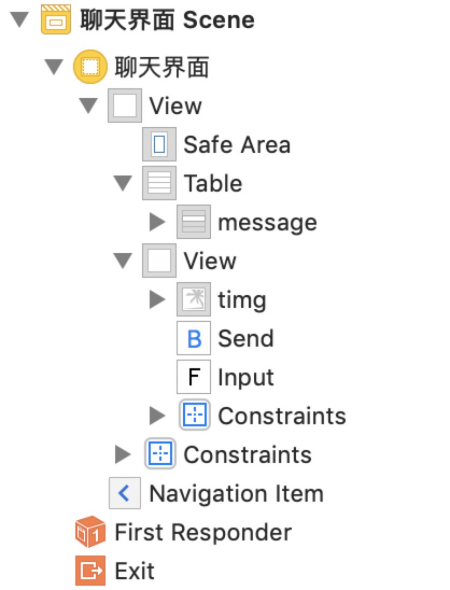 聊天界面 Scene
聊天界面
View
Safe Area
Table
message
View
timg
B Send
F Input
Constraints
Constraints
Navigation Item
1 First Responder
Exit